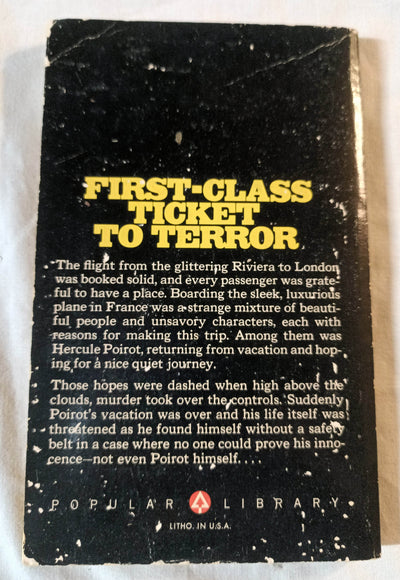 FIRST-CLASS
TICKET
TO TERROR
The flight from the glittering Riviera to London
was booked solid, and every passenger was grate-
ful to have a place. Boarding the sleek, luxurious
plane in France was a strange mixture of beauti-
ful people and unsavory characters, each with
reasons for making this trip. Among them was
Hercule Poirot, returning from vacation and hop-
ing for a nice quiet journey.
Those hopes were dashed when high above the
clouds, murder took over the controls. Suddenly
Poirot's vacation was over and his life itself was
threatened as he found himself without a safety
belt in a case where no one could prove his inno-
cence—not even Poirot himself. . . .
POPULAR LIBRARY
LITHO. IN U.S.A.